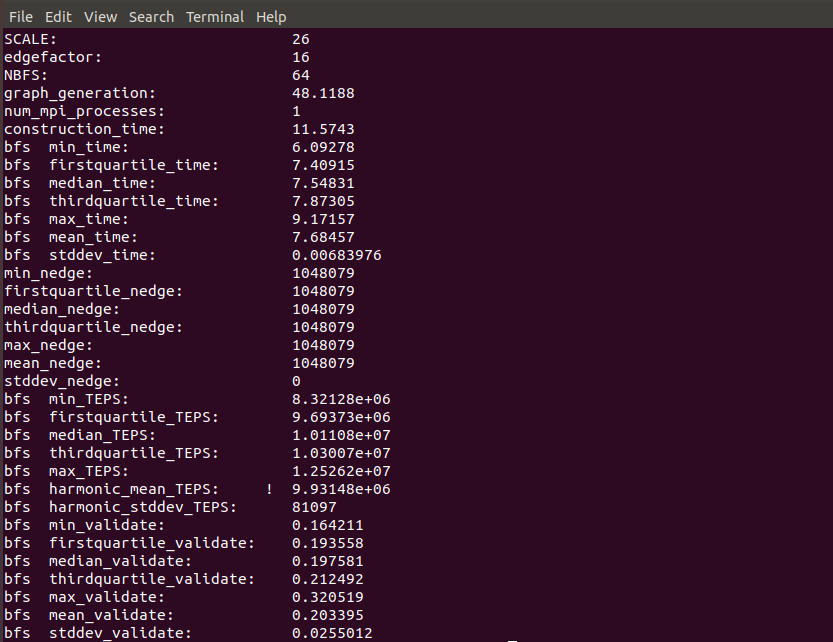 File Edit View Search Terminal Help
SCALE: 26
edgefactor: 16
NBFS: 64
graph_generation: 48.1188
num_mpi_processes: 1
construction_time: 11.5743
bfs  min_time: 6.09278
bfs  firstquartile_time: 7.40915
bfs  median_time: 7.54831
bfs  thirdquartile_time: 7.87305
bfs  max_time: 9.17157
bfs  mean_time: 7.68457
bfs  stddev_time: 0.00683976
min_nedge: 1048079
firstquartile_nedge: 1048079
median_nedge: 1048079
thirdquartile_nedge: 1048079
max_nedge: 1048079
mean_nedge: 1048079
stddev_nedge: 0
bfs  min_TEPS: 8.32128e+06
bfs  firstquartile_TEPS: 9.69373e+06
bfs  median_TEPS: 1.01108e+07
bfs  thirdquartile_TEPS: 1.03007e+07
bfs  max_TEPS: 1.25262e+07
bfs  harmonic_mean_TEPS: ! 9.93148e+06
bfs  harmonic_stddev_TEPS: 81097
bfs  min_validate: 0.164211
bfs  firstquartile_validate: 0.193558
bfs  median_validate: 0.197581
bfs  thirdquartile_validate: 0.212492
bfs  max_validate: 0.320519
bfs  mean_validate: 0.203395
bfs  stddev_validate: 0.0255012